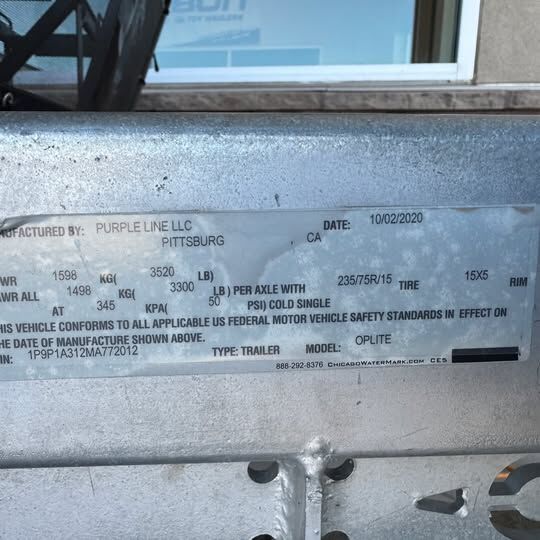 NUFACTURED BY: PURPLE LINE LLC DATE: 10/02/2020
PITTSBURG CA
WR 1598 KG( 3520 LB)
AWR ALL 1498 KG( 3300 LB) PER AXLE WITH 235/75R/15 TIRE 15X5 RIM
AT 345 KPA( 50 PSI) COLD SINGLE
HIS VEHICLE CONFORMS TO ALL APPLICABLE US FEDERAL MOTOR VEHICLE SAFETY STANDARDS IN EFFECT ON
HE DATE OF MANUFACTURE SHOWN ABOVE.
IN: 1P9P1A312MA772012 TYPE: TRAILER MODEL: OPLITE
888-292-8376 CHICAGOWATERMARK.COM CE5